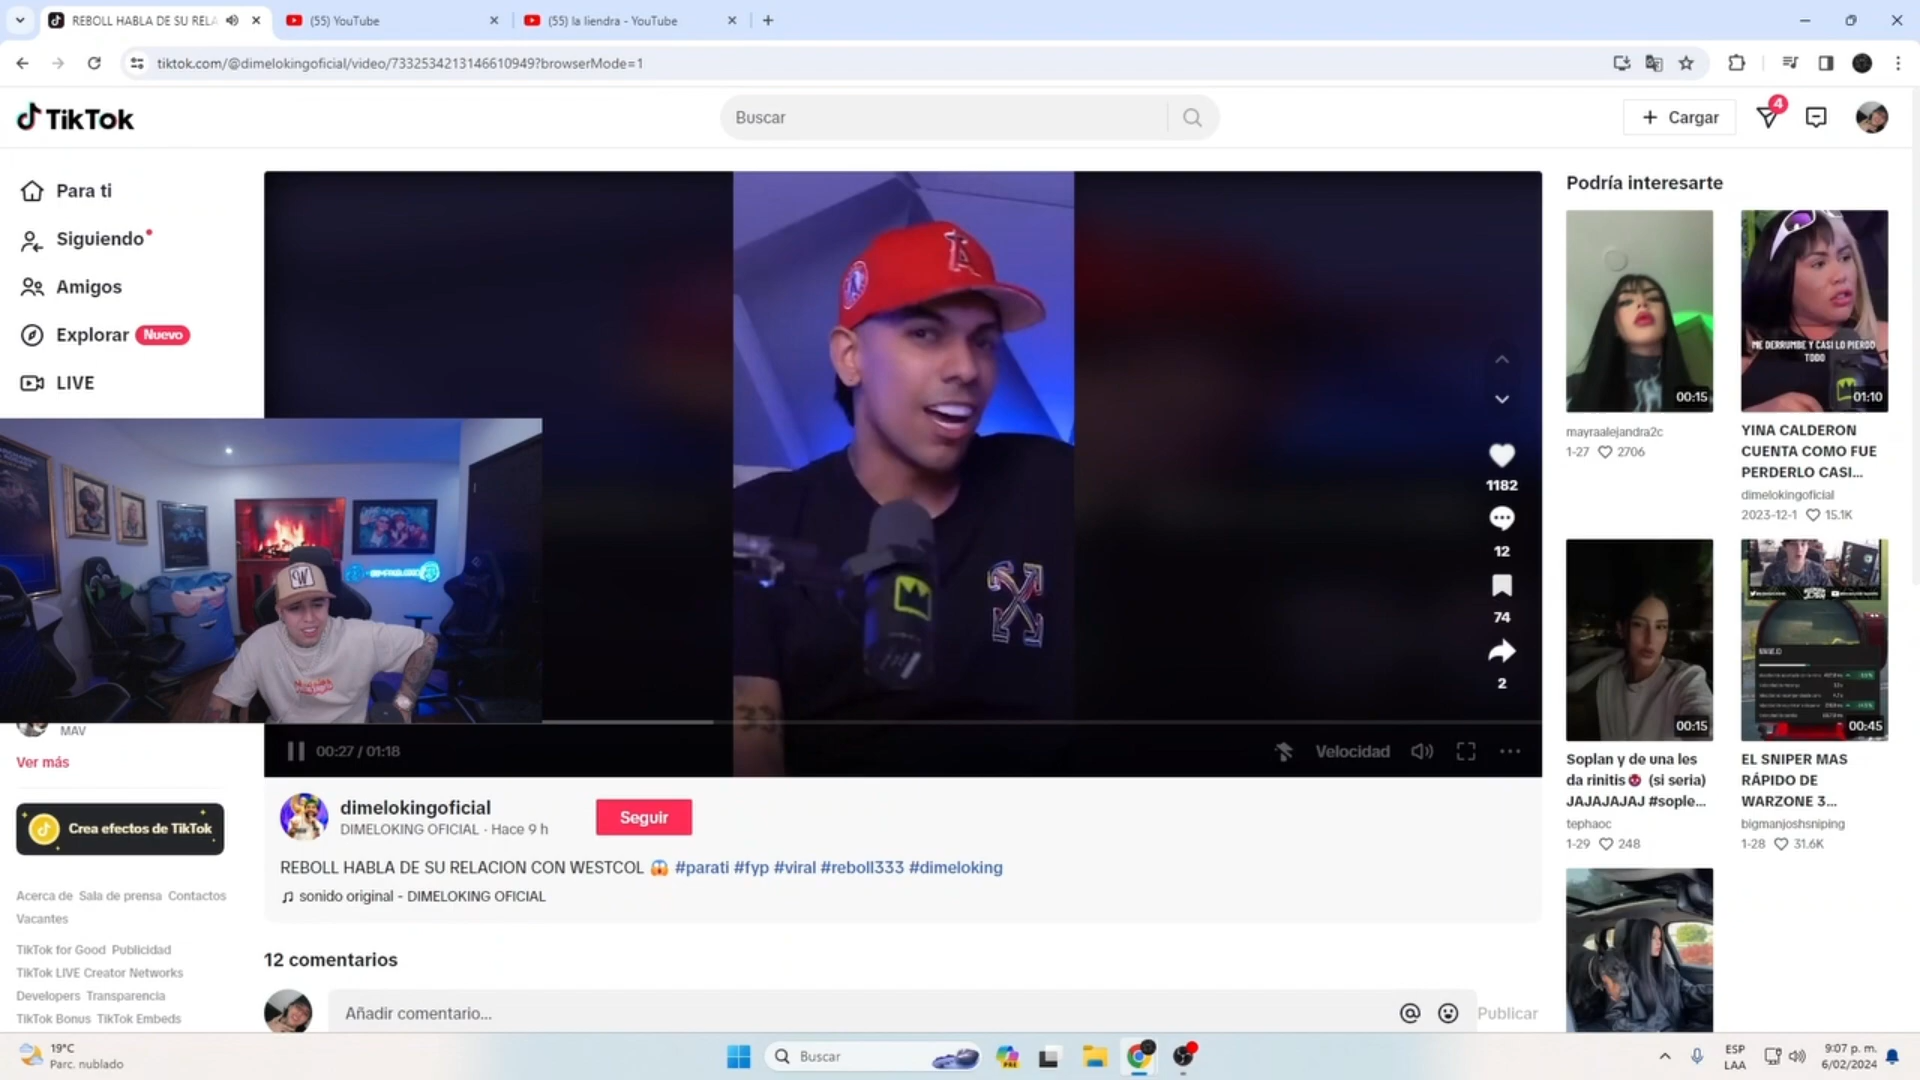 REBOLL HABLA DE SU RELA
(55) YouTube
(55) la liendra - YouTube
tiktok.com/@dimelokingoficial/video/7332534213146610949?browserMode=1
TikTok
Buscar
Cargar
4
Para ti
Siguiendo
Amigos
Explorar Nuevo
LIVE
MAV
Ver más
Crea efectos de TikTok
Acerca de Sala de prensa Contactos
Vacantes
TikTok for Good Publicidad
TikTok LIVE Creator Networks
Developers Transparencia
TikTok Bonus TikTok Embeds
1182
12
74
2
00:27 / 01:18
Velocidad
dimelokingoficial
DIMELOKING OFICIAL · Hace 9 h
Seguir
REBOLL HABLA DE SU RELACION CON WESTCOL 😱 #parati #fyp #viral #reboll333 #dimeloking
sonido original - DIMELOKING OFICIAL
12 comentarios
Añadir comentario...
Publicar
Podría interesarte
00:15
mayraalejandra2c
1-27 2706
ME DERRUMBE Y CASI LO PIERDO
TODO
01:10
YINA CALDERON
CUENTA COMO FUE
PERDERLO CASI...
dimelokingoficial
2023-12-1 15.1K
00:15
Soplan y de una les
da rinitis (si seria)
JAJAJAJAJ #sople...
tephaoc
1-29 248
00:45
EL SNIPER MAS
RÁPIDO DE
WARZONE 3...
bigmanjoshsniping
1-28 31.6K
19°C
Parc. nublado
Buscar
ESP
LAA
9:07 p. m.
6/02/2024